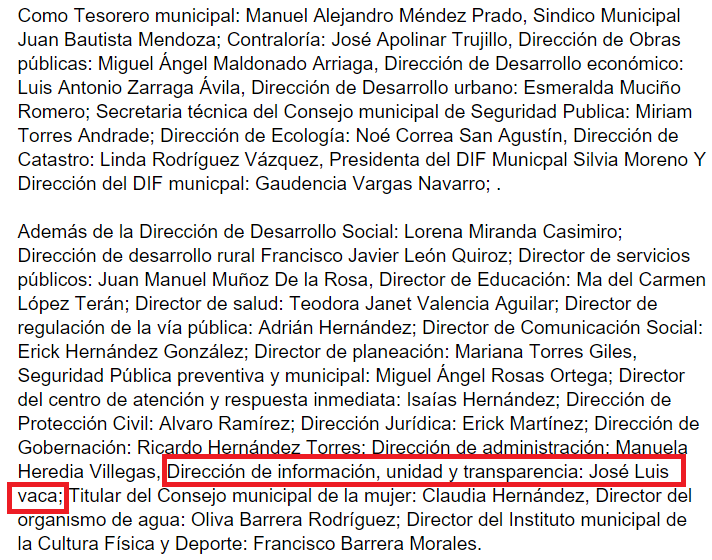 Como Tesorero municipal: Manuel Alejandro Méndez Prado, Sindico Municipal
Juan Bautista Mendoza; Contraloría: José Apolinar Trujillo, Dirección de Obras
públicas: Miguel Ángel Maldonado Arriaga, Dirección de Desarrollo económico:
Luis Antonio Zarraga Ávila, Dirección de Desarrollo urbano: Esmeralda Muciño
Romero; Secretaria técnica del Consejo municipal de Seguridad Publica: Miriam
Torres Andrade; Dirección de Ecología: Noé Correa San Agustín, Dirección de
Catastro: Linda Rodríguez Vázquez, Presidenta del DIF Municpal Silvia Moreno Y
Dirección del DIF municpal: Gaudencia Vargas Navarro; .
Además de la Dirección de Desarrollo Social: Lorena Miranda Casimiro;
Dirección de desarrollo rural Francisco Javier León Quiroz; Director de servicios
públicos: Juan Manuel Muñoz De la Rosa, Director de Educación: Ma del Carmen
López Terán; Director de salud: Teodora Janet Valencia Aguilar; Director de
regulación de la vía pública: Adrián Hernández; Director de Comunicación Social:
Erick Hernández González; Director de planeación: Mariana Torres Giles,
Seguridad Pública preventiva y municipal: Miguel Ángel Rosas Ortega; Director
del centro de atención y respuesta inmediata: Isaías Hernández; Dirección de
Protección Civil: Alvaro Ramírez; Dirección Jurídica: Erick Martínez; Dirección de
Gobernación: Ricardo Hernández Torres: Dirección de administración: Manuela
Heredia Villegas, Dirección de información, unidad y transparencia: José Luis
vaca; Titular del Consejo municipal de la mujer: Claudia Hernández, Director del
organismo de agua: Oliva Barrera Rodríguez; Director del Instituto municipal de
la Cultura Física y Deporte: Francisco Barrera Morales.